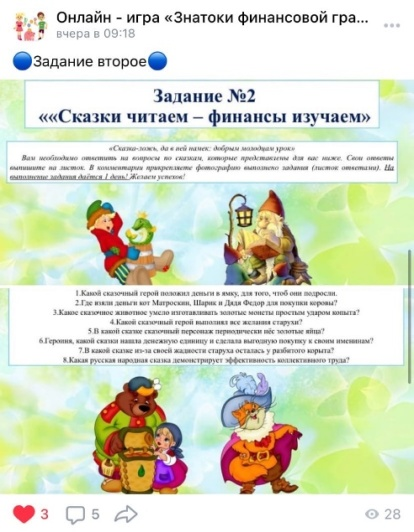 Онлайн - игра «Знатоки финансовой гра...
вчера в 09:18
Задание второе
Задание №2
««Сказки читаем – финансы изучаем»
«Сказка-ложь, да в ней намек: добрым молодцам урок»
Вам необходимо ответить на вопросы по сказкам, которые представлены для вас ниже. Свои ответы
выпишите на листок. В комментарии прикрепляете фотографию выполнено задания (листок ответами). На
выполнение задания даётся 1 день! Желаем успехов!
1.Какой сказочный герой положил деньги в ямку, для того, чтоб они подросли.
2.Где взяли деньги кот Матроскин, Шарик и Дядя Федор для покупки коровы?
3.Какое сказочное животное умело изготавливать золотые монеты простым ударом копыта?
4.Какой сказочный герой выполнял все желания старухи?
5.В какой сказке сказочный персонаж периодически нёс золотые яйца?
6.Героиня, какой сказки нашла денежную единицу и сделала выгодную покупку к своим именинам?
7.В какой сказке из-за своей жадности старуха осталась у разбитого корыта?
8.Какая русская народная сказка демонстрирует эффективность коллективного труда?
3
5
28